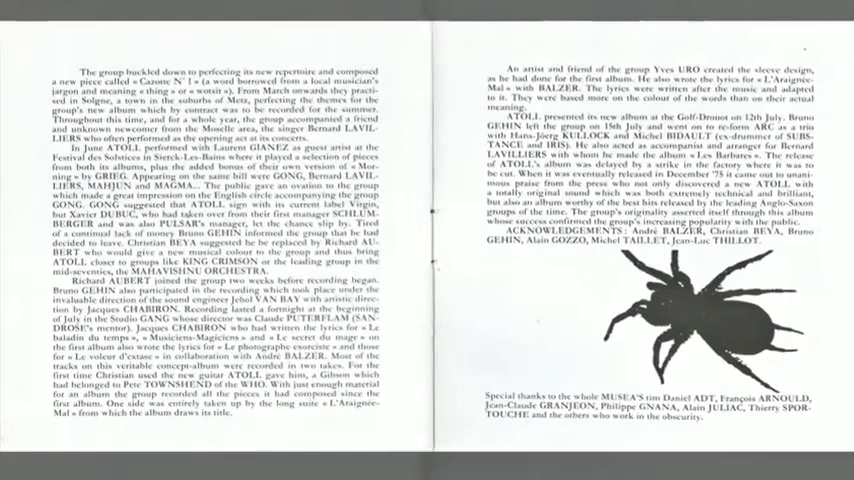 The group buckled down to perfecting its new repertoire and composed
a new piece called « Cazotte N° 1 » (a word borrowed from a local musician's
jargon and meaning « thing » or « wotsit »). From March onwards they practi-
sed in Solgne, a town in the suburbs of Metz, perfecting the themes for the
group's new album which by contract was to be recorded for the summer.
Throughout this time, and for a whole year, the group accompanied a friend
and unknown newcomer from the Moselle area, the singer Bernard LAVIL-
LIERS who often performed as the opening act at its concerts.
In June ATOLL performed with Laurent GIANEZ as guest artist at the
Festival des Solstices in Sierck-Les-Bains where it played a selection of pieces
from both its albums, plus the added bonus of their own version of « Mor-
ning » by GRIEG. Appearing on the same bill were GONG, Bernard LAVIL-
LIERS, MAHJUN and MAGMA... The public gave an ovation to the group
which made a great impression on the English circle accompanying the group
GONG. GONG suggested that ATOLL sign with its current label Virgin,
but Xavier DUBUC, who had taken over from their first manager SCHLUM-
BERGER and was also PULSAR's manager, let the chance slip by. Tired
of a continual lack of money Bruno GEHIN informed the group that he had
decided to leave. Christian BEYA suggested he be replaced by Richard AU-
BERT who would give a new musical colour to the group and thus bring
ATOLL closer to groups like KING CRIMSON or the leading group in the
mid-seventies, the MAHAVISHNU ORCHESTRA.
Richard AUBERT joined the group two weeks before recording began.
Bruno GEHIN also participated in the recording which took place under the
invaluable direction of the sound engineer Jehol VAN BAY with artistic direc-
tion by Jacques CHABIRON. Recording lasted a fortnight at the beginning
of July in the Studio GANG whose director was Claude PUTERFLAM (SAN-
DROSE's mentor). Jacques CHABIRON who had written the lyrics for « Le
baladin du temps », « Musiciens-Magiciens » and « Le secret du mage » on
the first album also wrote the lyrics for « Le photographe exorciste » and those
for « Le voleur d'extase » in collaboration with André BALZER. Most of the
tracks on this veritable concept-album were recorded in two takes. For the
first time Christian used the new guitar ATOLL gave him, a Gibson which
had belonged to Pete TOWNSHEND of the WHO. With just enough material
for an album the group recorded all the pieces it had composed since the
first album. One side was entirely taken up by the long suite « L'Araignée-
Mal » from which the album draws its title.
An artist and friend of the group Yves URO created the sleeve design,
as he had done for the first album. He also wrote the lyrics for « L'Araignée-
Mal » with BALZER. The lyrics were written after the music and adapted
to it. They were based more on the colour of the words than on their actual
meaning.
ATOLL presented its new album at the Golf-Drouot on 12th July. Bruno
GEHIN left the group on 15th July and went on to re-form ARC as a trio
with Hans-Jöerg KULLOCK and Michel BIDAULT (ex-drummer of SUBS-
TANCE and IRIS). He also acted as accompanist and arranger for Bernard
LAVILLIERS with whom he made the album « Les Barbares ». The release
of ATOLL's album was delayed by a strike in the factory where it was to
be cut. When it was eventually released in December '75 it came out to unani-
mous praise from the press who not only discovered a new ATOLL with
a totally original sound which was both extremely technical and brilliant,
but also an album worthy of the best hits released by the leading Anglo-Saxon
groups of the time. The group's originality asserted itself through this album
whose success confirmed the group's increasing popularity with the public.
ACKNOWLEDGEMENTS : André BALZER, Christian BEYA, Bruno
GEHIN, Alain GOZZO, Michel TAILLET, Jean-Luc THILLOT.
Special thanks to the whole MUSEA's tim Daniel ADT, François ARNOULD,
Jean-Claude GRANJEON, Philippe GNANA, Alain JULIAC, Thierry SPOR-
TOUCHE and the others who work in the obscurity.